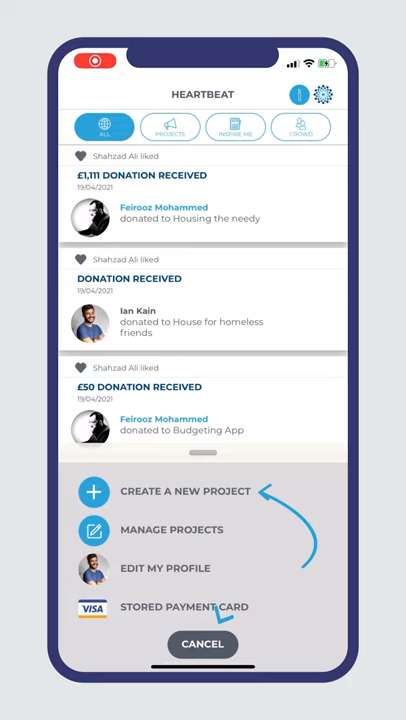 HEARTBEAT
ALL
PROJECTS
INSPIRE ME
CROWD
Shahzad Ali liked
£1,111 DONATION RECEIVED
19/04/2021
Feirooz Mohammed
donated to Housing the needy
Shahzad Ali liked
DONATION RECEIVED
19/04/2021
Ian Kain
donated to House for homeless
friends
Shahzad Ali liked
£50 DONATION RECEIVED
19/04/2021
Feirooz Mohammed
donated to Budgeting App
CREATE A NEW PROJECT
MANAGE PROJECTS
EDIT MY PROFILE
VISA STORED PAYMENT CARD
CANCEL